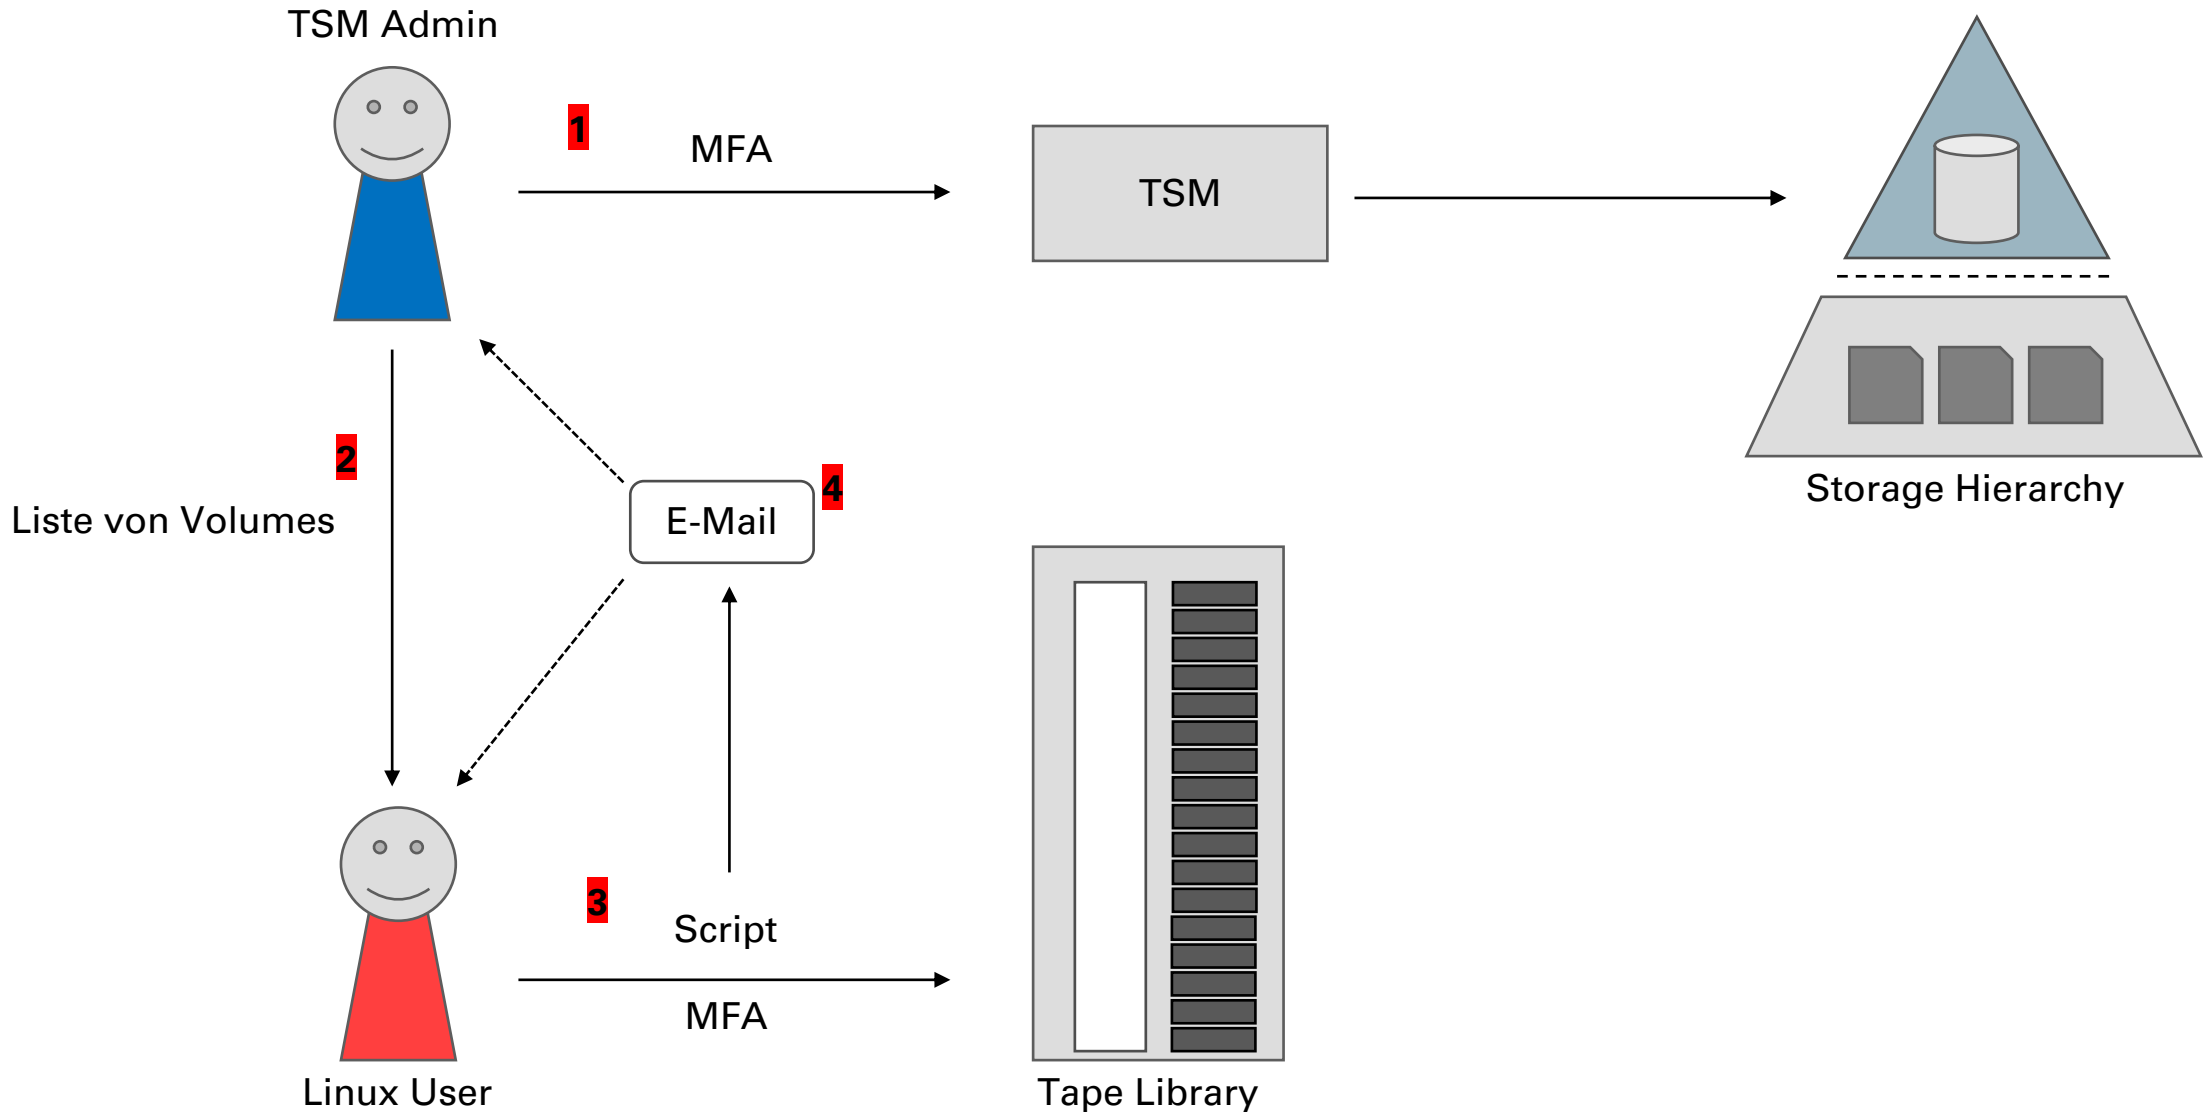 TSM Admin
1
MFA
TSM
2
Liste von Volumes
E-Mail
4
Storage Hierarchy
3
Script
MFA
Linux User
Tape Library